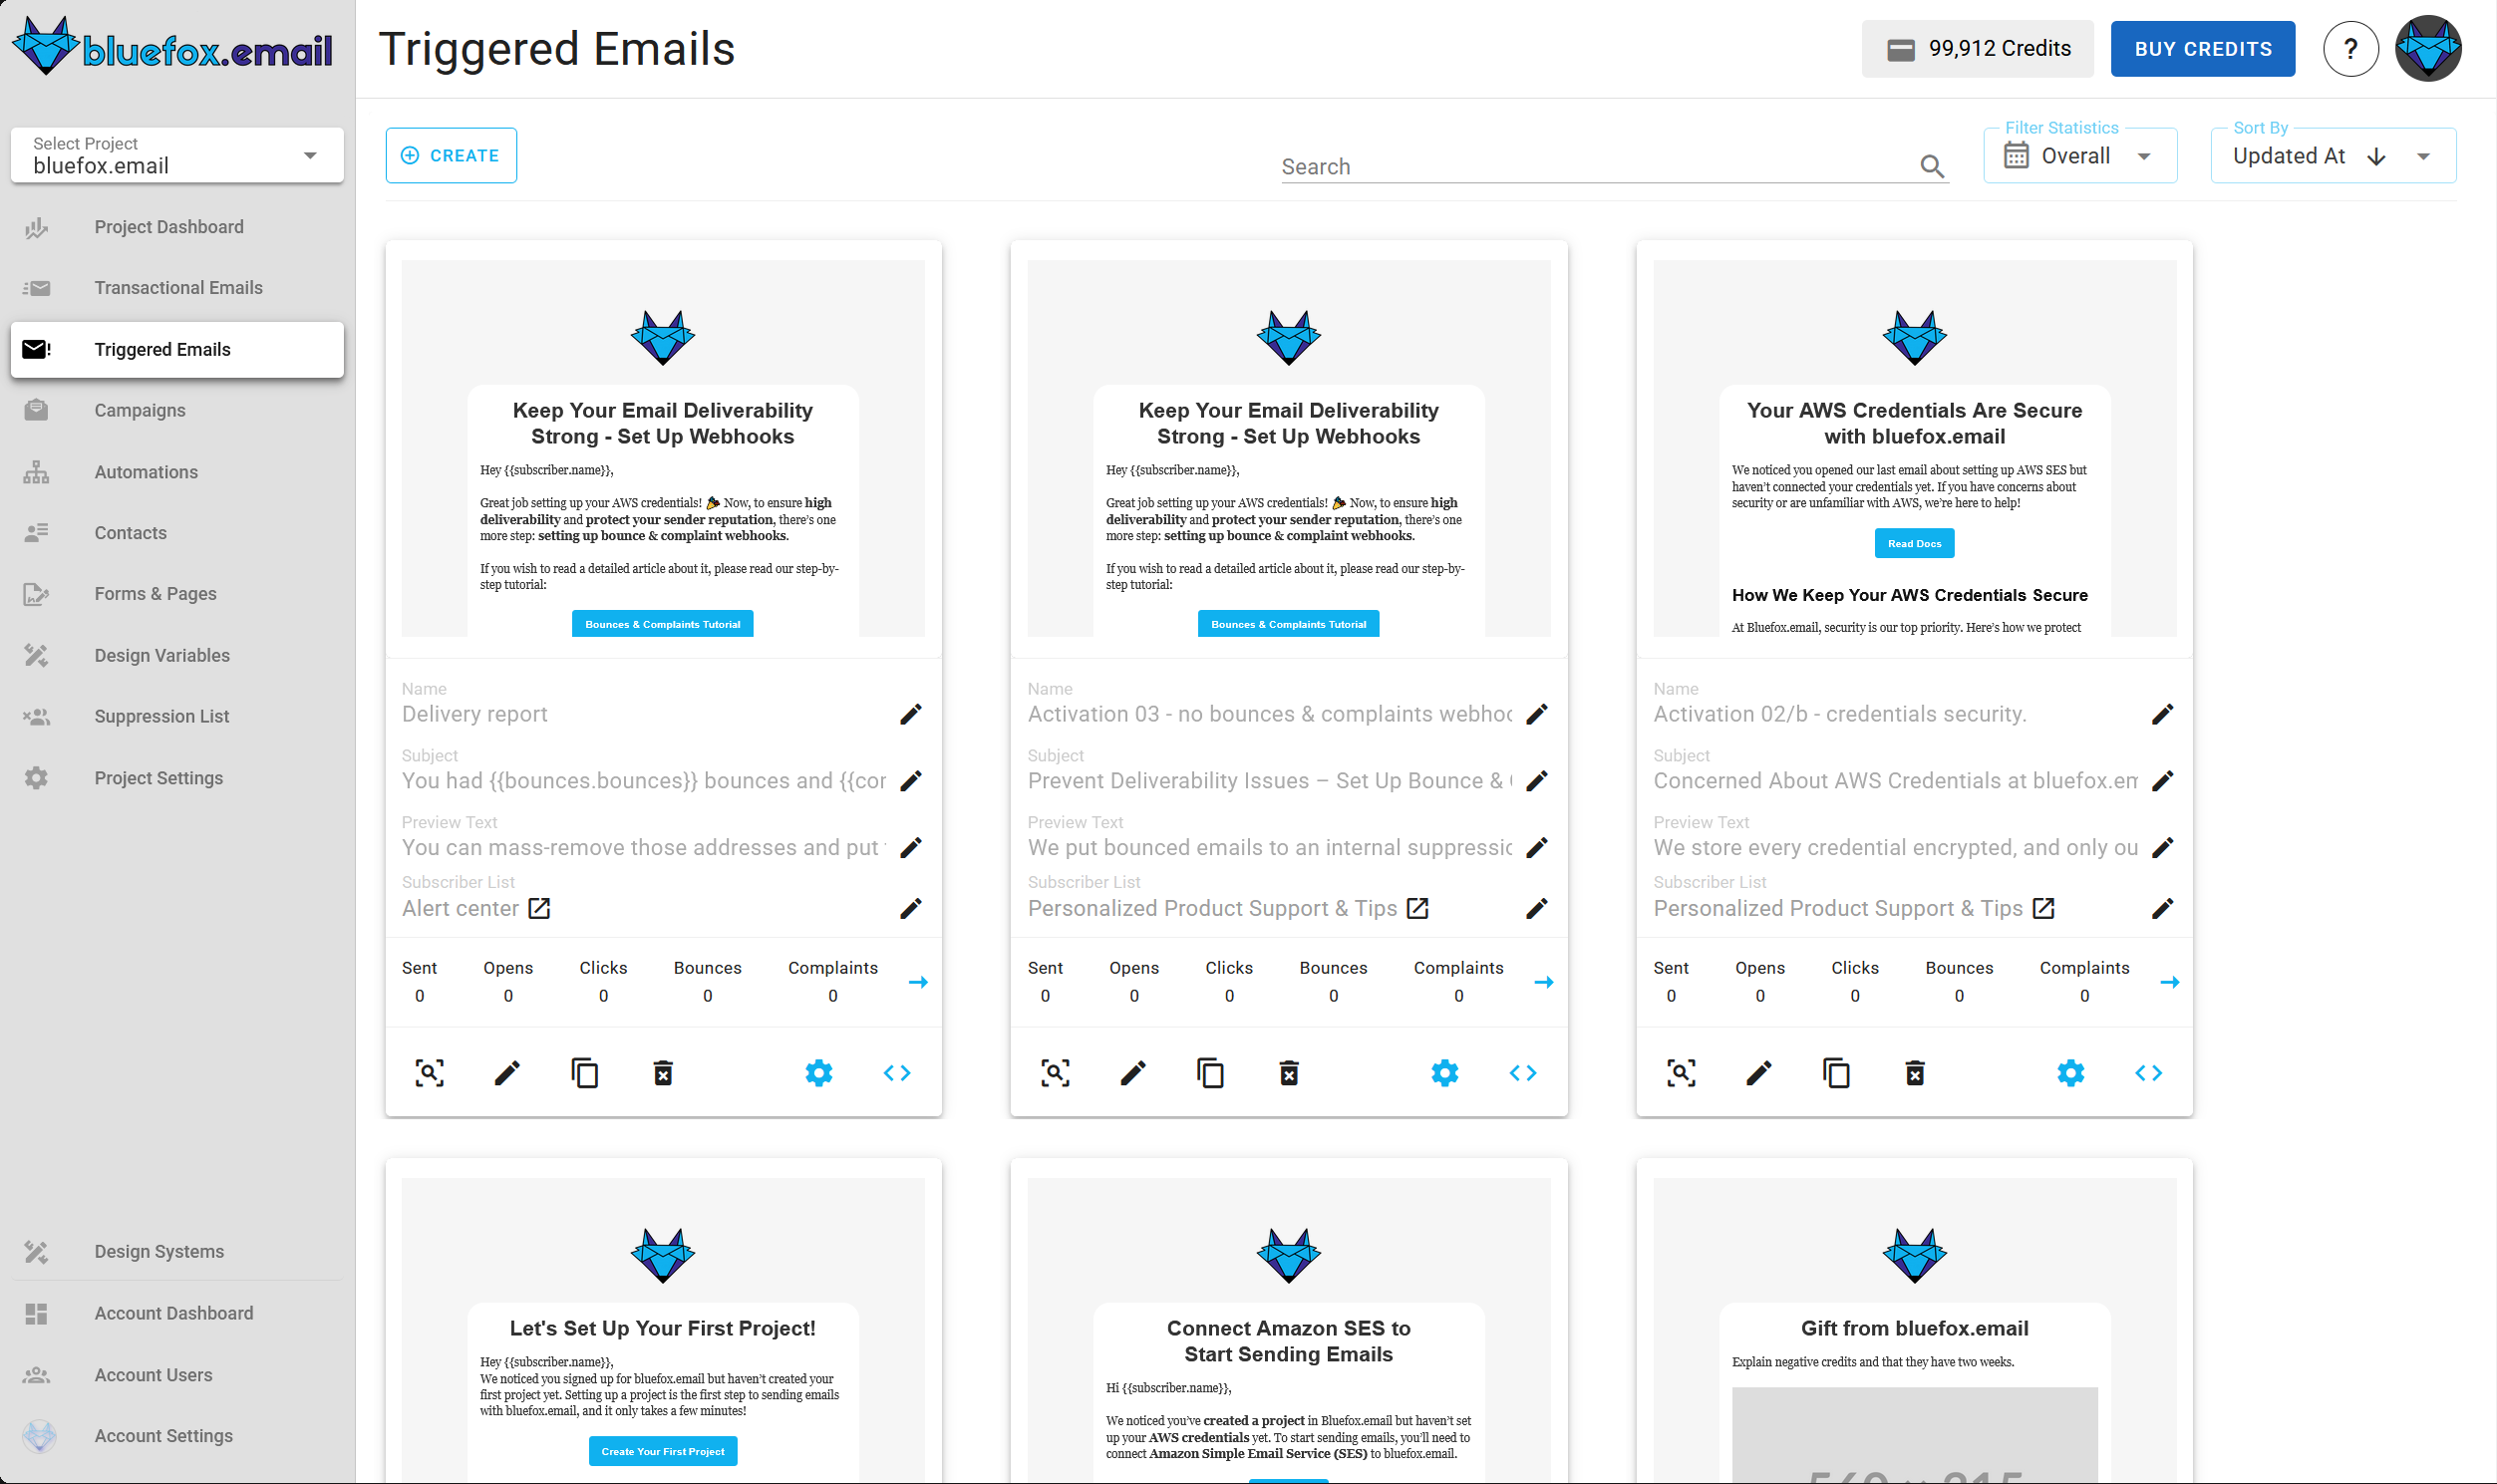 bluefox.email
Triggered Emails
99,912 Credits
BUY CREDITS
?
Select Project
bluefox.email
Project Dashboard
Transactional Emails
Triggered Emails
Campaigns
Automations
Contacts
Forms & Pages
Design Variables
Suppression List
Project Settings
Design Systems
Account Dashboard
Account Users
Account Settings
CREATE
Search
Filter Statistics
Overall
Sort By
Updated At
Keep Your Email Deliverability
Strong - Set Up Webhooks
Hey {{subscriber.name}},
Great job setting up your AWS credentials! 🎉 Now, to ensure high
deliverability and protect your sender reputation, there's one
more step: setting up bounce & complaint webhooks.
If you wish to read a detailed article about it, please read our step-by-
step tutorial:
Bounces & Complaints Tutorial
Name
Delivery report
Subject
You had {{bounces.bounces}} bounces and {{cor
Preview Text
You can mass-remove those addresses and put
Subscriber List
Alert center
Sent Opens Clicks Bounces Complaints
0 0 0 0 0
Keep Your Email Deliverability
Strong - Set Up Webhooks
Hey {{subscriber.name}},
Great job setting up your AWS credentials! 🎉 Now, to ensure high
deliverability and protect your sender reputation, there's one
more step: setting up bounce & complaint webhooks.
If you wish to read a detailed article about it, please read our step-by-
step tutorial:
Bounces & Complaints Tutorial
Name
Activation 03 - no bounces & complaints webhoo
Subject
Prevent Deliverability Issues – Set Up Bounce &
Preview Text
We put bounced emails to an internal suppressic
Subscriber List
Personalized Product Support & Tips
Sent Opens Clicks Bounces Complaints
0 0 0 0 0
Your AWS Credentials Are Secure
with bluefox.email
We noticed you opened our last email about setting up AWS SES but
haven't connected your credentials yet. If you have concerns about
security or are unfamiliar with AWS, we're here to help!
Read Docs
How We Keep Your AWS Credentials Secure
At Bluefox.email, security is our top priority. Here's how we protect
Name
Activation 02/b - credentials security.
Subject
Concerned About AWS Credentials at bluefox.em
Preview Text
We store every credential encrypted, and only ou
Subscriber List
Personalized Product Support & Tips
Sent Opens Clicks Bounces Complaints
0 0 0 0 0
Let's Set Up Your First Project!
Hey {{subscriber.name}},
We noticed you signed up for bluefox.email but haven't created your
first project yet. Setting up a project is the first step to sending emails
with bluefox.email, and it only takes a few minutes!
Create Your First Project
Connect Amazon SES to
Start Sending Emails
Hi {{subscriber.name}},
We noticed you've created a project in Bluefox.email but haven't set
up your AWS credentials yet. To start sending emails, you'll need to
connect Amazon Simple Email Service (SES) to bluefox.email.
Gift from bluefox.email
Explain negative credits and that they have two weeks.